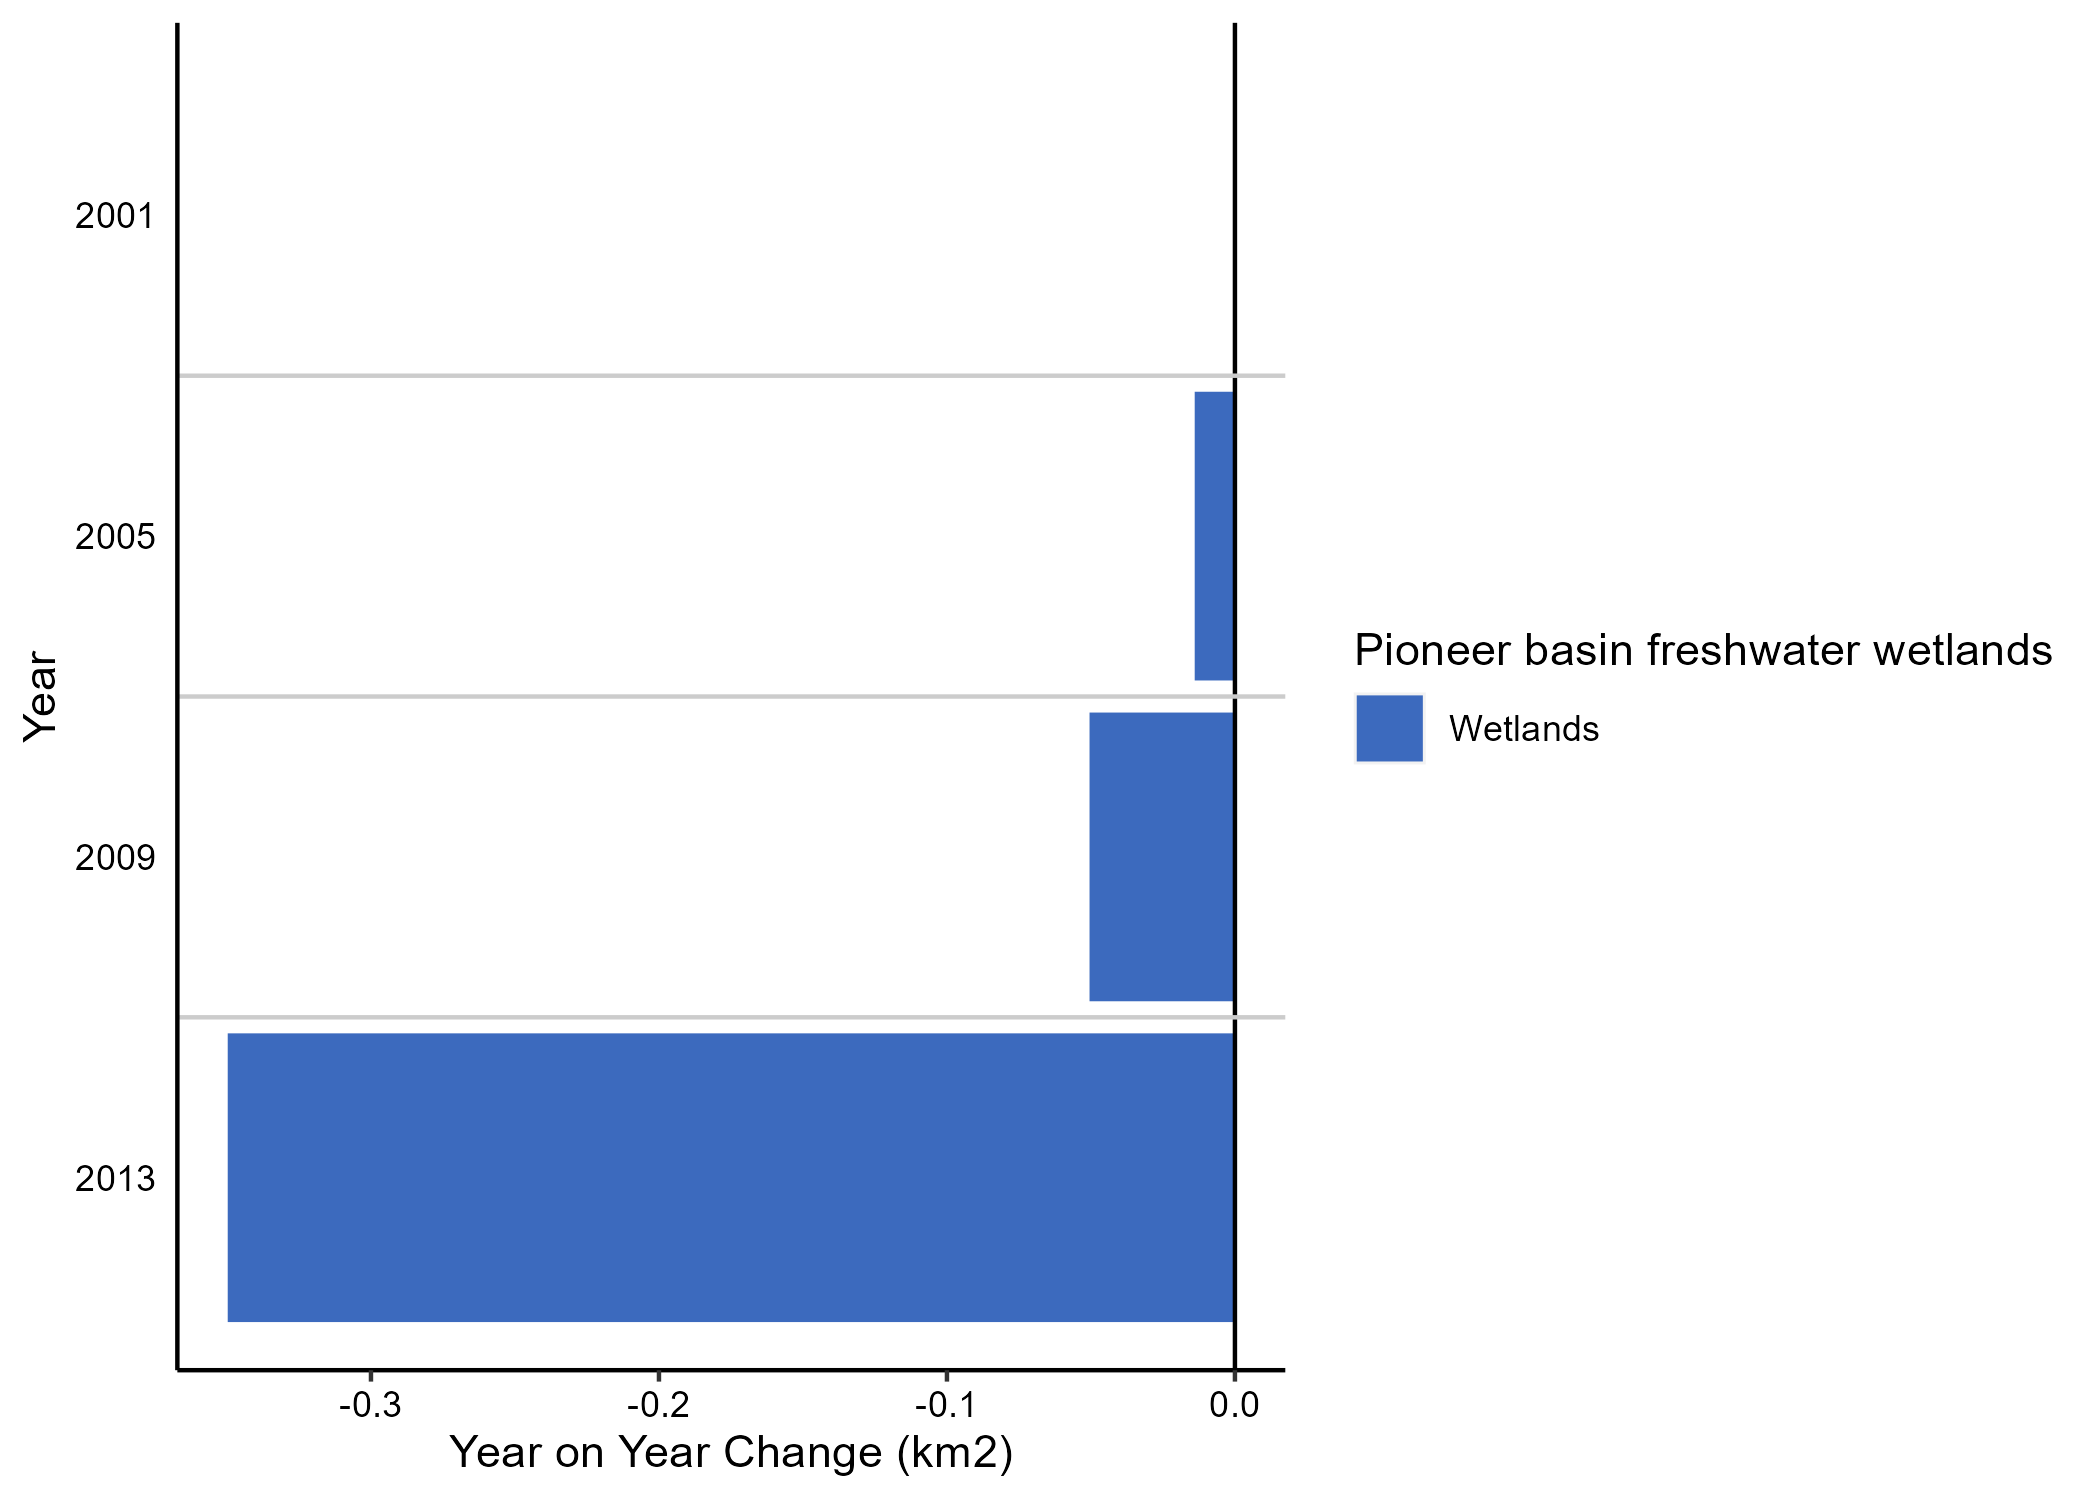 2001
2005
2009
2013
Year
-0.3 -0.2 -0.1 0.0
Year on Year Change (km2)
Pioneer basin freshwater wetlands
Wetlands